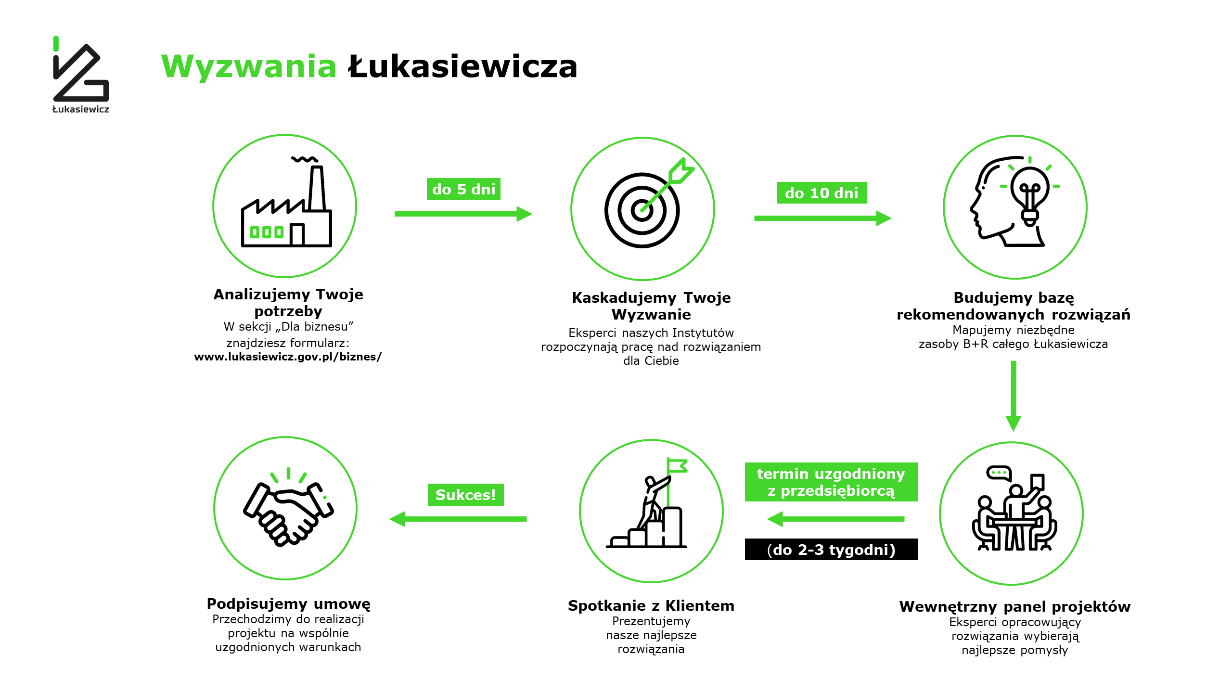 Łukasiewicz
Wyzwania Łukasiewicza
do 5 dni
do 10 dni
Analizujemy Twoje
potrzeby
W sekcji „Dla biznesu”
znajdziesz formularz:
www.lukasiewicz.gov.pl/biznes/
Kaskadujemy Twoje
Wyzwanie
Eksperci naszych Instytutów
rozpoczynają pracę nad rozwiązaniem
dla Ciebie
Budujemy bazę
rekomendowanych rozwiązań
Mapujemy niezbędne
zasoby B+R całego Łukasiewicza
termin uzgodniony
z przedsiębiorcą
(do 2-3 tygodni)
Sukces!
Wewnętrzny panel projektów
Eksperci opracowujący
rozwiązania wybierają
najlepsze pomysły
Spotkanie z Klientem
Prezentujemy
nasze najlepsze
rozwiązania
Podpisujemy umowę
Przechodzimy do realizacji
projektu na wspólnie
uzgodnionych warunkach